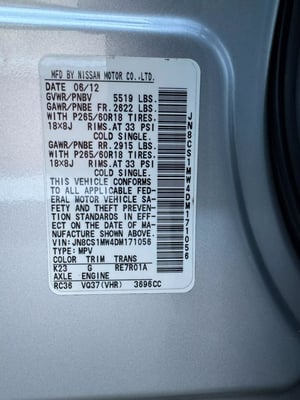 MFD BY NISSAN MOTOR CO.,LTD.
DATE 06/12
GVWR/PNBV 5519 LBS.
GAWR/PNBE FR. 2622 LBS.
WITH P265/60R18 TIRES.
18X8J RIMS. AT 33 PSI
COLD SINGLE.
GAWR/PNBE RR. 2915 LBS.
WITH P265/60R18 TIRES.
18X8J RIMS. AT 33 PSI
COLD SINGLE.
THIS VEHICLE CONFORMS
TO ALL APPLICABLE FED-
ERAL MOTOR VEHICLE SA-
FETY AND THEFT PREVEN-
TION STANDARDS IN EFF-
ECT ON THE DATE OF MA-
NUFACTURE SHOWN ABOVE.
VIN:JN8CS1MW4DM171056
TYPE:MPV
COLOR TRIM TRANS
K23 G RE7R01A
AXLE ENGINE
RC36 VQ37(VHR) 3696CC
JN8CS1MW4DM171056